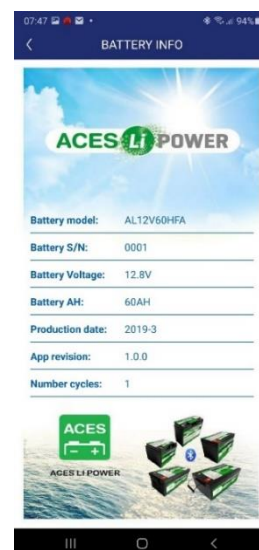 07:47
94%
BATTERY INFO
ACES Li POWER
Battery model: AL12V60HFA
Battery S/N: 0001
Battery Voltage: 12.8V
Battery AH: 60AH
Production date: 2019-3
App revision: 1.0.0
Number cycles: 1
ACES
ACES LI POWER